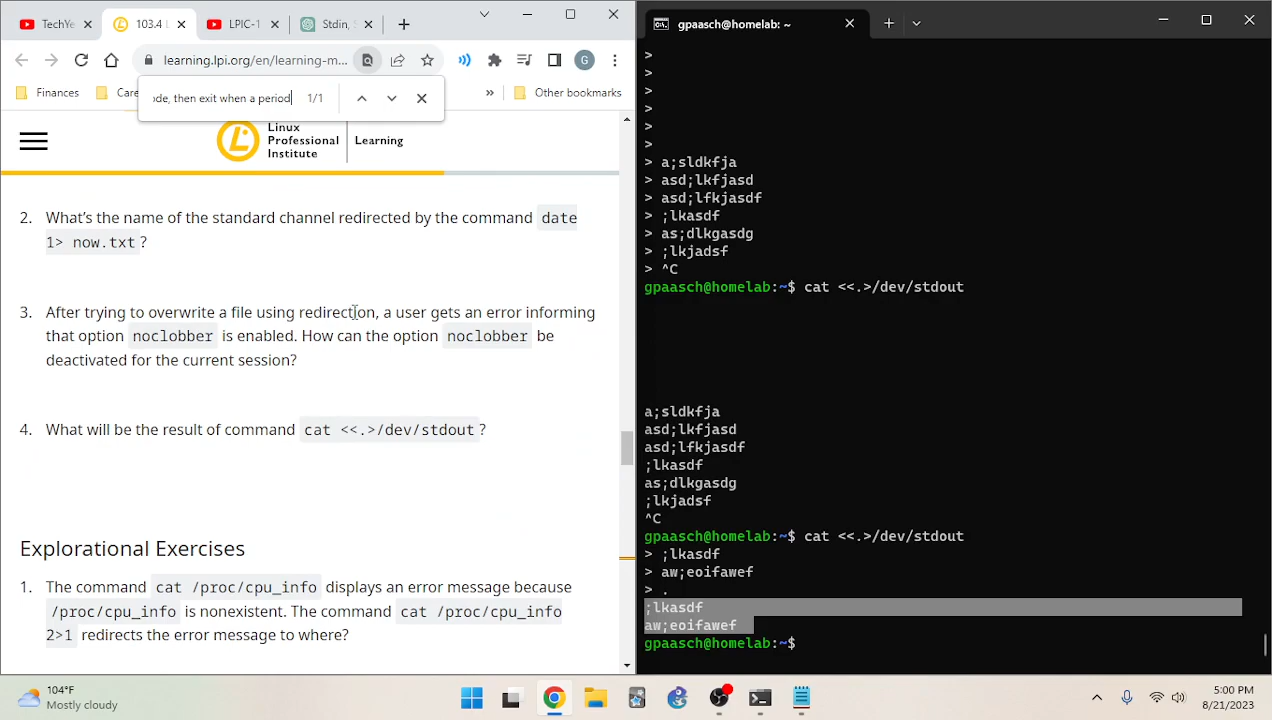 TechYe
103.4 L
LPIC-1
Stdin, S
learning.lpi.org/en/learning-m...
G
Finances
Care
»
Other bookmarks
ode, then exit when a period
1/1
Linux
Professional
Institute
Learning
2. What's the name of the standard channel redirected by the command date
1> now.txt ?
3. After trying to overwrite a file using redirection, a user gets an error informing
that option noclobber is enabled. How can the option noclobber be
deactivated for the current session?
4. What will be the result of command cat <<.>/dev/stdout ?
Explorational Exercises
1. The command cat /proc/cpu_info displays an error message because
/proc/cpu_info is nonexistent. The command cat /proc/cpu_info
2>1 redirects the error message to where?
gpaasch@homelab: ~
>
>
>
>
>
>
> a;sldkfja
> asd;lkfjasd
> asd;lfkjasdf
> ;lkasdf
> as;dlkgasdg
> ;lkjadsf
> ^C
gpaasch@homelab:~$ cat <<.>/dev/stdout
a;sldkfja
asd;lkfjasd
asd;lfkjasdf
;lkasdf
as;dlkgasdg
;lkjadsf
^C
gpaasch@homelab:~$ cat <<.>/dev/stdout
> ;lkasdf
> aw;eoifawef
> .
;lkasdf
aw;eoifawef
gpaasch@homelab:~$
104°F
Mostly cloudy
5:00 PM
8/21/2023